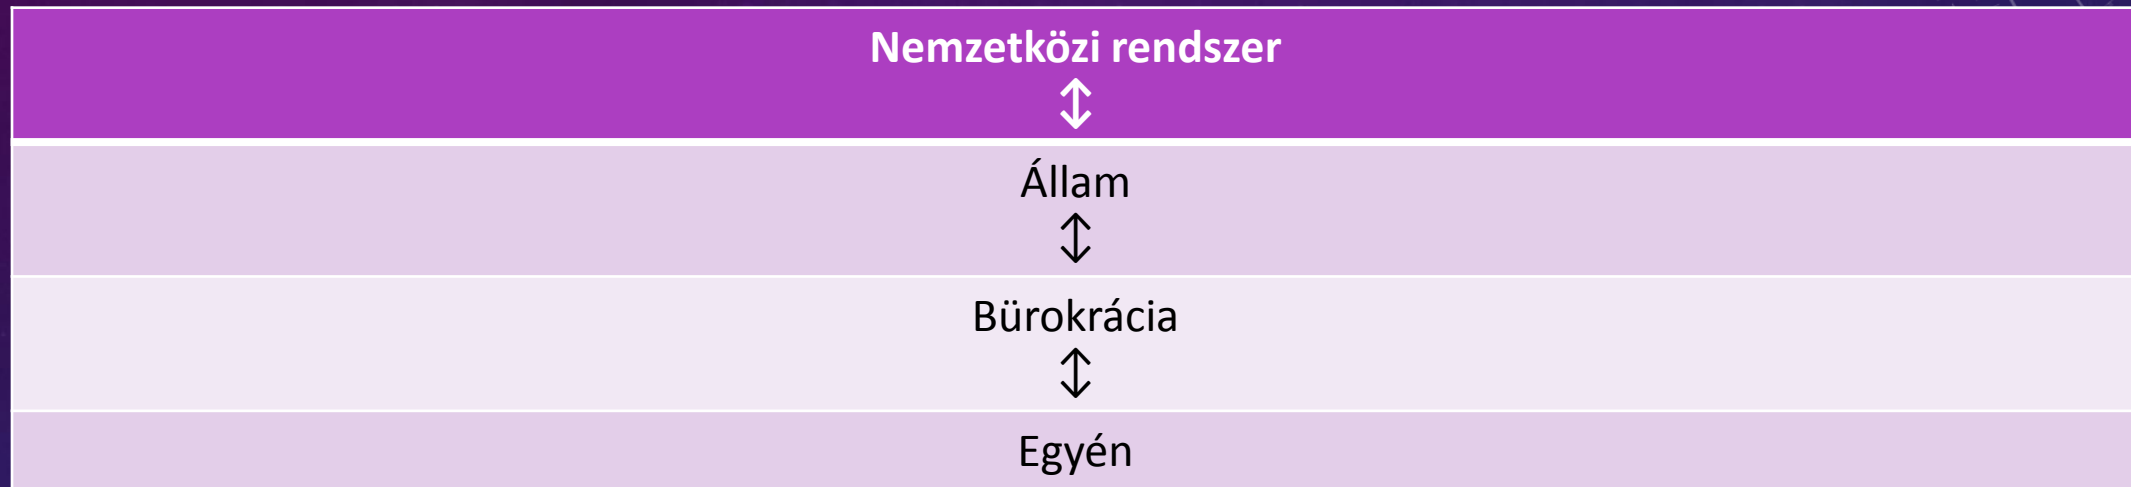 Nemzetközi rendszer
↕
Állam
↕
Bürokrácia
↕
Egyén